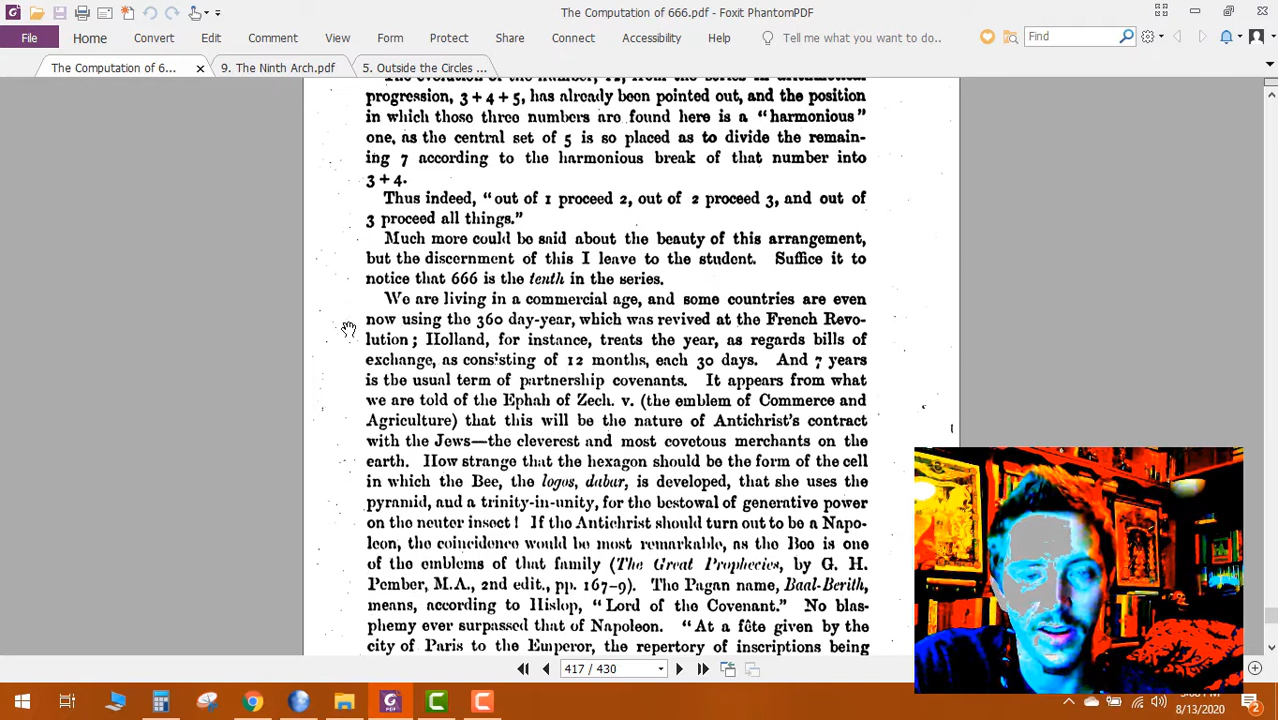 The Computation of 666.pdf - Foxit PhantomPDF
File Home Convert Edit Comment View Form Protect Share Connect Accessibility Help Tell me what you want to do.. Find
The Computation of 6... 9. The Ninth Arch.pdf 5. Outside the Circles ...
The evolution of the number, 12, from the series in arithmetical
progression, 3 + 4 + 5, has already been pointed out, and the position
in which those three numbers are found here is a "harmonious"
one, as the central set of 5 is so placed as to divide the remain-
ing 7 according to the harmonious break of that number into
3 + 4.
Thus indeed, "out of 1 proceed 2, out of 2 proceed 3, and out of
3 proceed all things."
Much more could be said about the beauty of this arrangement,
but the discernment of this I leave to the student. Suffice it to
notice that 666 is the tenth in the series.
We are living in a commercial age, and some countries are even
now using the 360 day-year, which was revived at the French Revo-
lution; Holland, for instance, treats the year, as regards bills of
exchange, as consisting of 12 months, each 30 days. And 7 years
is the usual term of partnership covenants. It appears from what
we are told of the Ephah of Zech. v. (the emblem of Commerce and
Agriculture) that this will be the nature of Antichrist's contract
with the Jews—the cleverest and most covetous merchants on the
earth. How strange that the hexagon should be the form of the cell
in which the Bee, the logos, dabar, is developed, that she uses the
pyramid, and a trinity-in-unity, for the bestowal of generative power
on the neuter insect! If the Antichrist should turn out to be a Napo-
leon, the coincidence would be most remarkable, as the Bee is one
of the emblems of that family (The Great Prophecies, by G. H.
Pember, M.A., 2nd edit., pp. 167-9). The Pagan name, Baal-Berith,
means, according to Hislop, "Lord of the Covenant." No blas-
phemy ever surpassed that of Napoleon. "At a fête given by the
city of Paris to the Emperor, the repertory of inscriptions being
417 / 430
8/13/2020
2